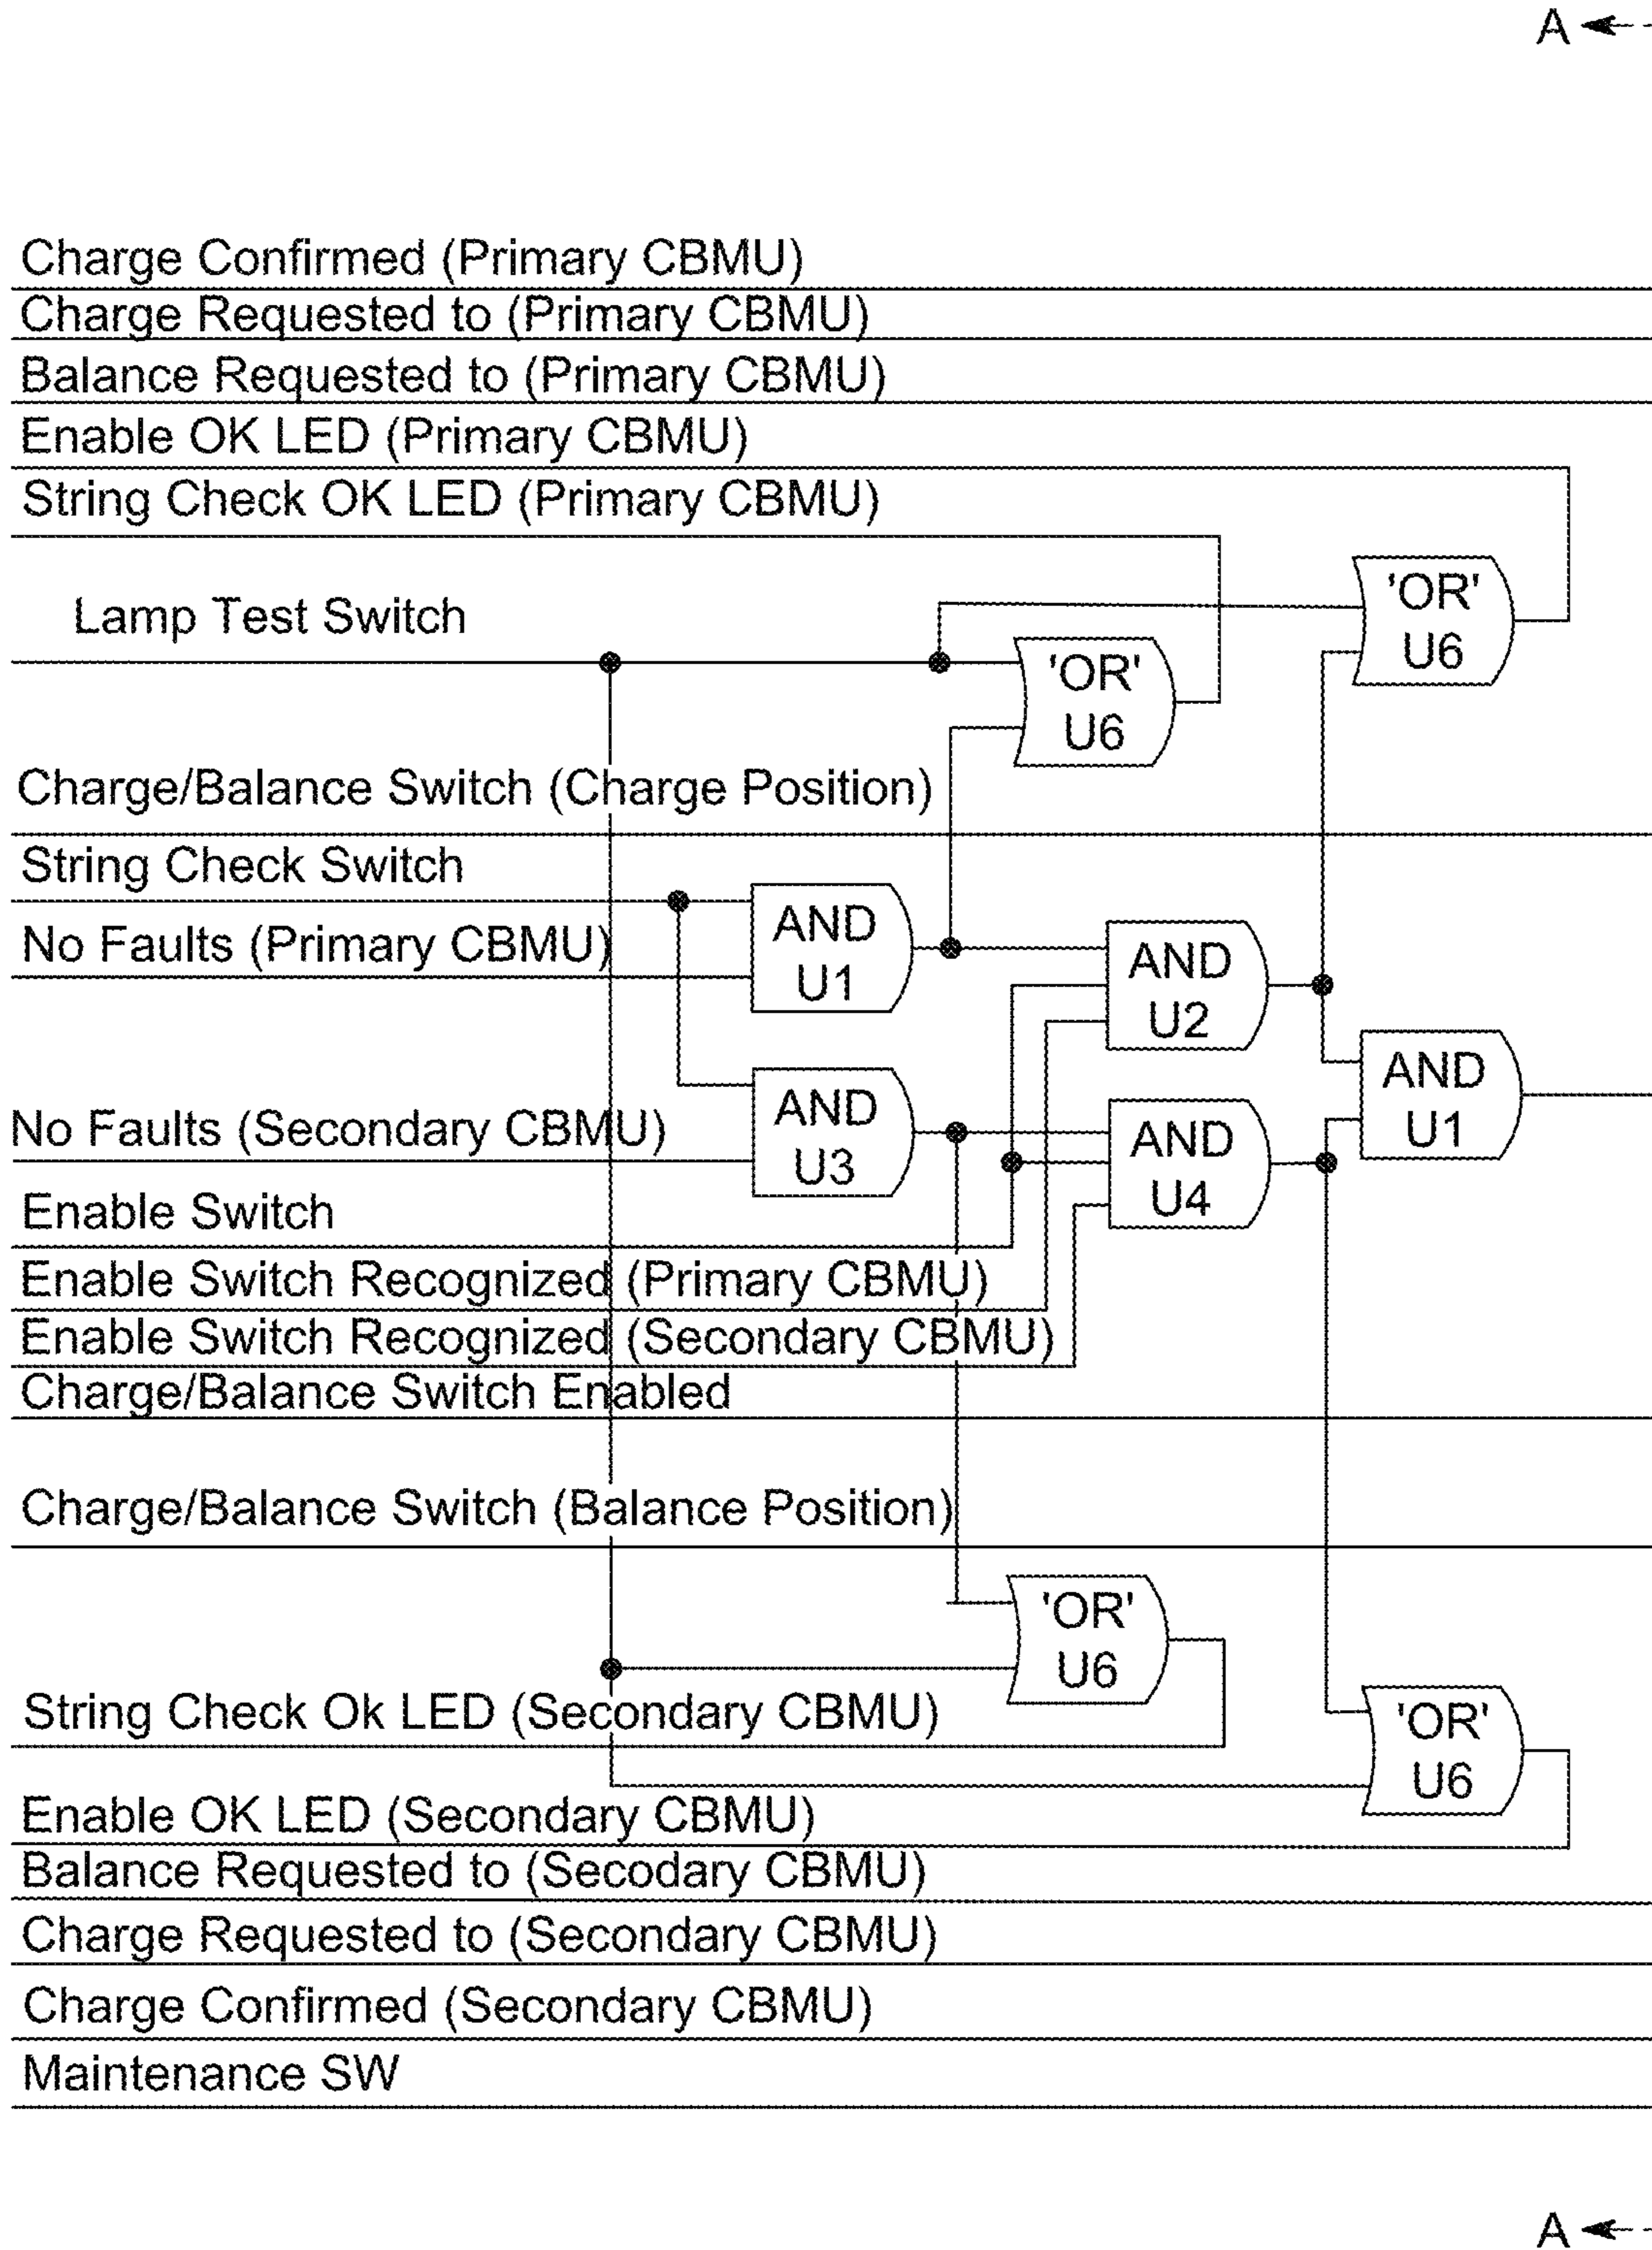 A
Charge Confirmed (Primary CBMU)
Charge Requested to (Primary CBMU)
Balance Requested to (Primary CBMU)
Enable OK LED (Primary CBMU)
String Check OK LED (Primary CBMU)
'OR'
U6
Lamp Test Switch
'OR'
U6
Charge/Balance Switch (Charge Position)
String Check Switch
AND
U1
No Faults (Primary CBMU)
AND
U2
AND
U1
AND
U3
No Faults (Secondary CBMU)
AND
U4
Enable Switch
Enable Switch Recognized (Primary CBMU)
Enable Switch Recognized (Secondary CBMU)
Charge/Balance Switch Enabled
Charge/Balance Switch (Balance Position)
'OR'
U6
String Check Ok LED (Secondary CBMU)
'OR'
U6
Enable OK LED (Secondary CBMU)
Balance Requested to (Secodary CBMU)
Charge Requested to (Secondary CBMU)
Charge Confirmed (Secondary CBMU)
Maintenance SW
A